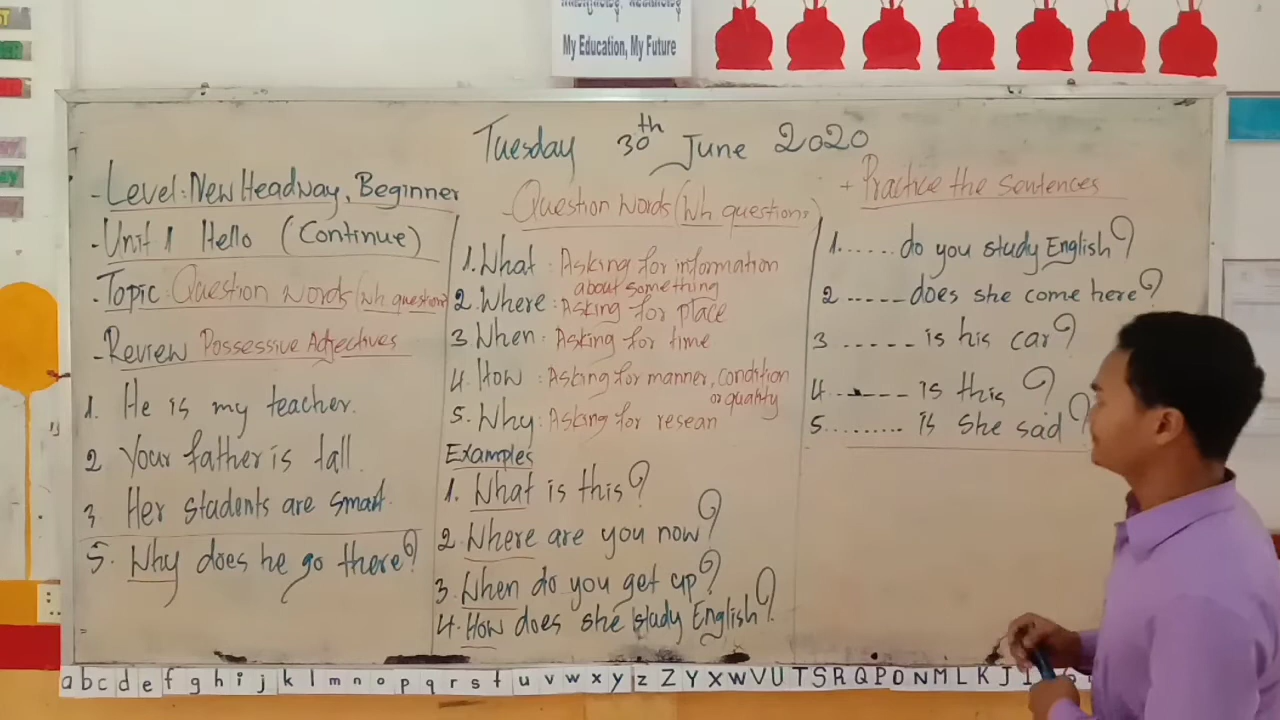 My Education, My Future
Tuesday 30th June 2020
- Level: New Headway, Beginner
- Unit 1 Hello (Continue)
- Topic: Question words (Wh question)
- Review Possessive Adjectives
1. He is my teacher.
2 Your father is tall.
3. Her students are smart.
5. Why does he go there?
- Question words (Wh questions)
1. What: Asking for information
about something
2. Where: Asking for place
3 When: Asking for time
4. How: Asking for manner, condition
or quality
5. Why: Asking for resean
Examples
1. What is this?
2. Where are you now?
3. When do you get up?
4. How does she study English?
+ Practice the sentences
1...... do you study English?
2 ...... does she come here?
3 ...... is his car?
4 ...... is this?
5......... is she sad?
a b c d e f g h i j k l m n o p q r s t u v w x y z Z Y X W V U T S R Q P O N M L K J I